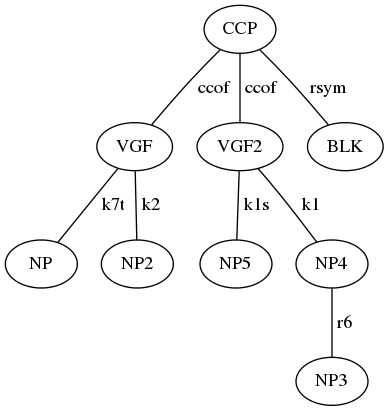 CCP
ccof ccof rsym
VGF VGF2 BLK
k7t k2 k1s k1
NP NP2 NP5 NP4
r6
NP3